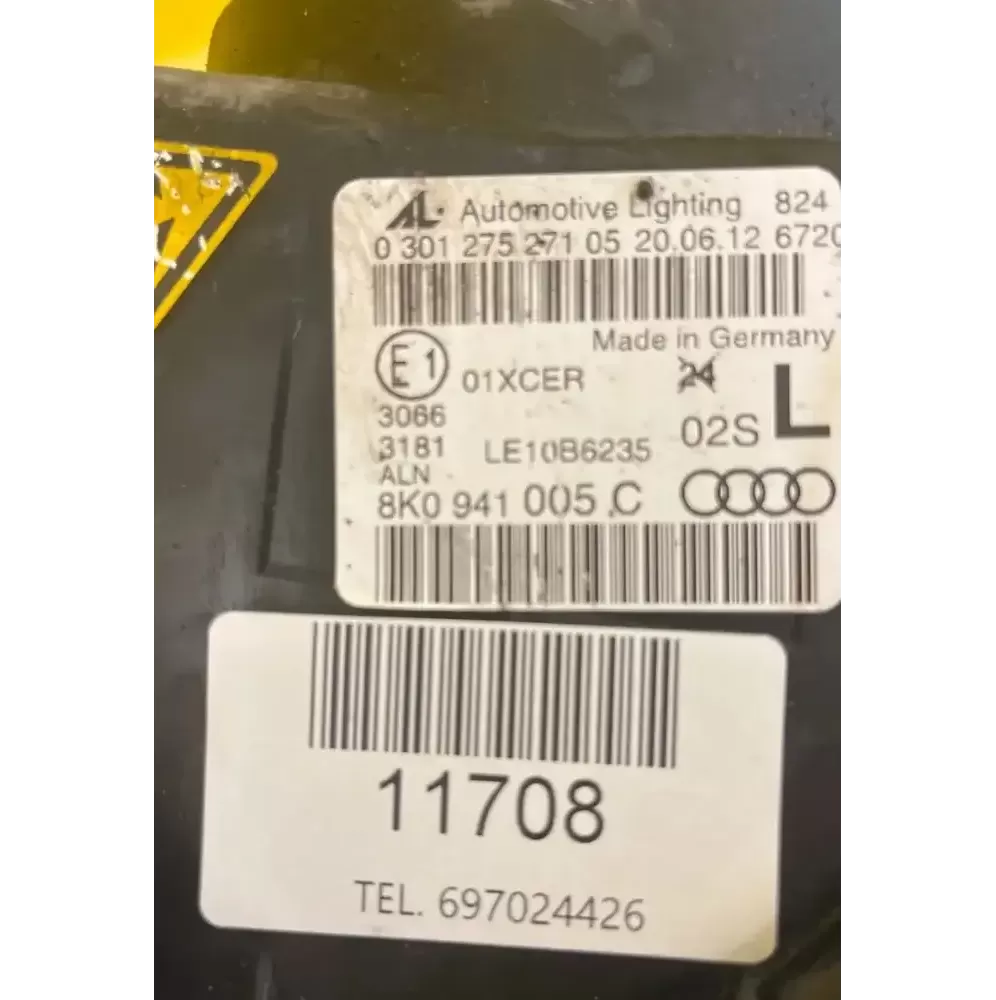 AL Automotive Lighting 824
0 301 275 271 05 20.06.12 6720
Made in Germany
E1 01XCER 24 L
3066
02S
3181 LE10B6235
ALN
8K0 941 005 C
11708
TEL. 697024426